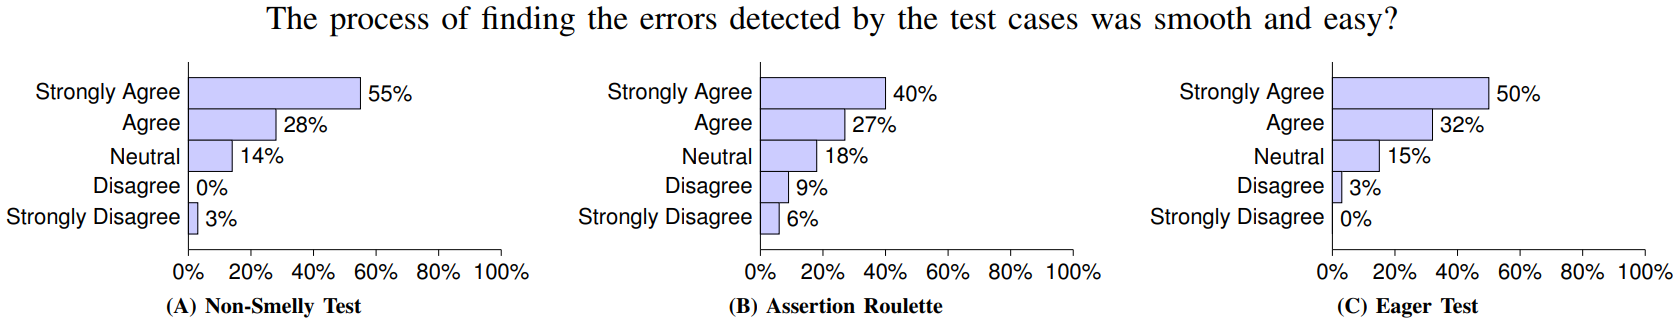 The process of finding the errors detected by the test cases was smooth and easy?
Strongly Agree 55%
Agree 28%
Neutral 14%
Disagree 0%
Strongly Disagree 3%
0% 20% 40% 60% 80% 100%
(A) Non-Smelly Test
Strongly Agree 40%
Agree 27%
Neutral 18%
Disagree 9%
Strongly Disagree 6%
0% 20% 40% 60% 80% 100%
(B) Assertion Roulette
Strongly Agree 50%
Agree 32%
Neutral 15%
Disagree 3%
Strongly Disagree 0%
0% 20% 40% 60% 80% 100%
(C) Eager Test